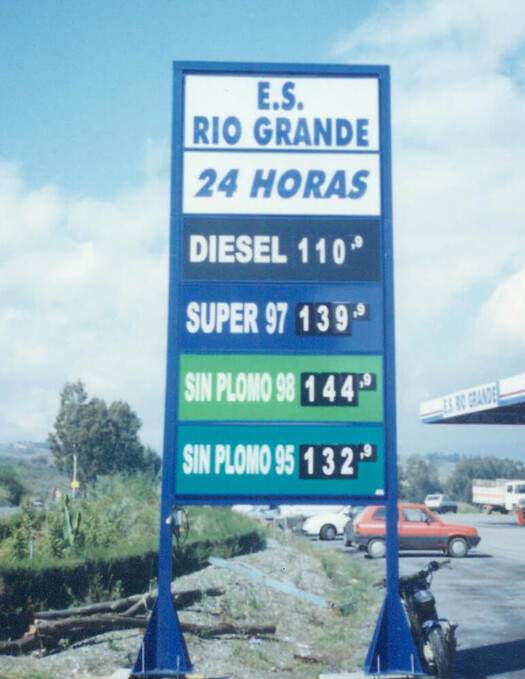 E.S.
RIO GRANDE
24 HORAS
DIESEL 110,9
SUPER 97 139,9
SIN PLOMO 98 144,9
SIN PLOMO 95 132,9
E.S. RIO GRANDE